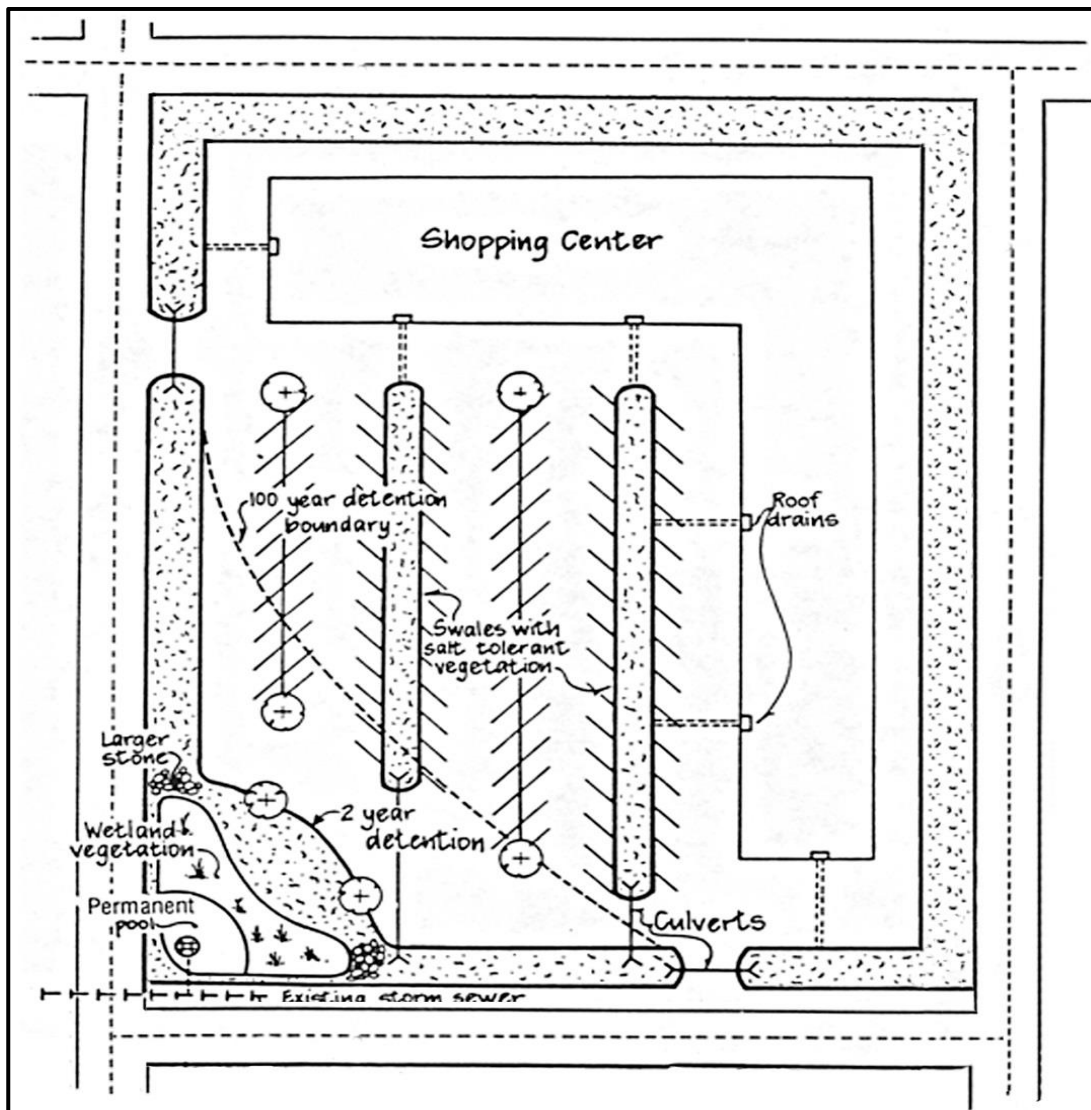 Shopping Center
100 year detention
boundary
Roof
drains
Swales with
salt tolerant
vegetation
Larger
stone
2 year
detention
Wetland
vegetation
Permanent
pool
Culverts
Existing storm sewer